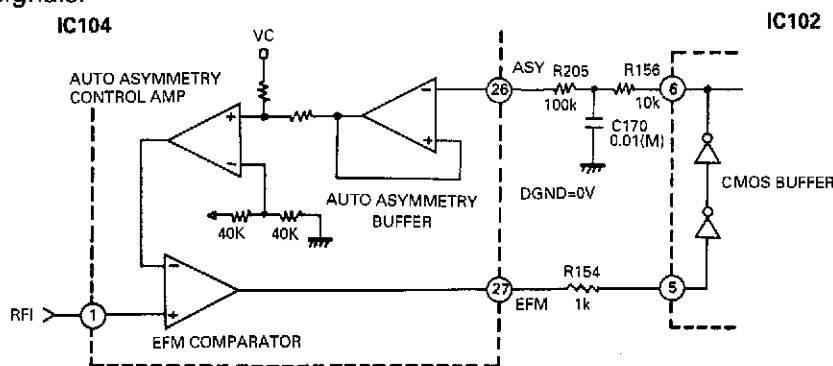 signals.
IC104
IC102
VC
AUTO ASYMMETRY
CONTROL AMP
26
ASY
R205
100k
R156
10k
6
C170
0.01(M)
+
−
−
+
AUTO ASYMMETRY
BUFFER
DGND=0V
CMOS BUFFER
40K
40K
RFI
1
−
+
EFM COMPARATOR
27
EFM
R154
1k
5